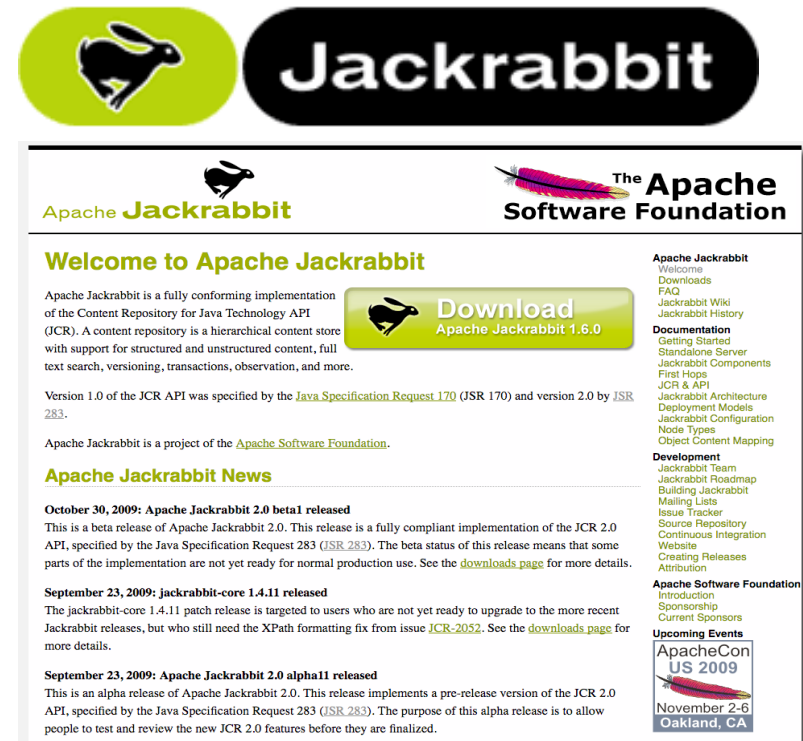 Jackrabbit
Apache Jackrabbit
The Apache
Software Foundation
Welcome to Apache Jackrabbit
Apache Jackrabbit is a fully conforming implementation
of the Content Repository for Java Technology API
(JCR). A content repository is a hierarchical content store
with support for structured and unstructured content, full
text search, versioning, transactions, observation, and more.
Download
Apache Jackrabbit 1.6.0
Version 1.0 of the JCR API was specified by the Java Specification Request 170 (JSR 170) and version 2.0 by JSR
283.
Apache Jackrabbit is a project of the Apache Software Foundation.
Apache Jackrabbit News
October 30, 2009: Apache Jackrabbit 2.0 beta1 released
This is a beta release of Apache Jackrabbit 2.0. This release is a fully compliant implementation of the JCR 2.0
API, specified by the Java Specification Request 283 (JSR 283). The beta status of this release means that some
parts of the implementation are not yet ready for normal production use. See the downloads page for more details.
September 23, 2009: jackrabbit-core 1.4.11 released
The jackrabbit-core 1.4.11 patch release is targeted to users who are not yet ready to upgrade to the more recent
Jackrabbit releases, but who still need the XPath formatting fix from issue JCR-2052. See the downloads page for
more details.
September 23, 2009: Apache Jackrabbit 2.0 alpha11 released
This is an alpha release of Apache Jackrabbit 2.0. This release implements a pre-release version of the JCR 2.0
API, specified by the Java Specification Request 283 (JSR 283). The purpose of this alpha release is to allow
people to test and review the new JCR 2.0 features before they are finalized.
Apache Jackrabbit
Welcome
Downloads
FAQ
Jackrabbit Wiki
Jackrabbit History
Documentation
Getting Started
Standalone Server
Jackrabbit Components
First Hops
JCR & API
Jackrabbit Architecture
Deployment Models
Jackrabbit Configuration
Node Types
Object Content Mapping
Development
Jackrabbit Team
Jackrabbit Roadmap
Building Jackrabbit
Mailing Lists
Issue Tracker
Source Repository
Continuous Integration
Website
Creating Releases
Attribution
Apache Software Foundation
Introduction
Sponsorship
Current Sponsors
Upcoming Events
ApacheCon
US 2009
November 2-6
Oakland, CA